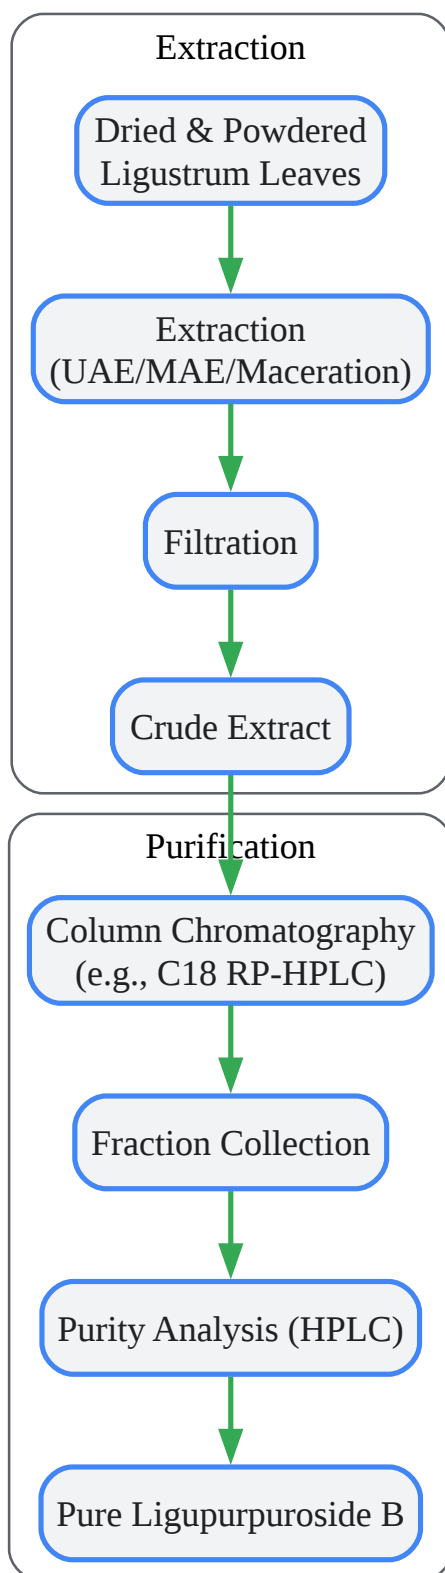 Extraction
Dried & Powdered
Ligustrum Leaves
Extraction
(UAE/MAE/Maceration)
Filtration
Crude Extract
Purification
Column Chromatography
(e.g., C18 RP-HPLC)
Fraction Collection
Purity Analysis (HPLC)
Pure Ligupurpuroside B